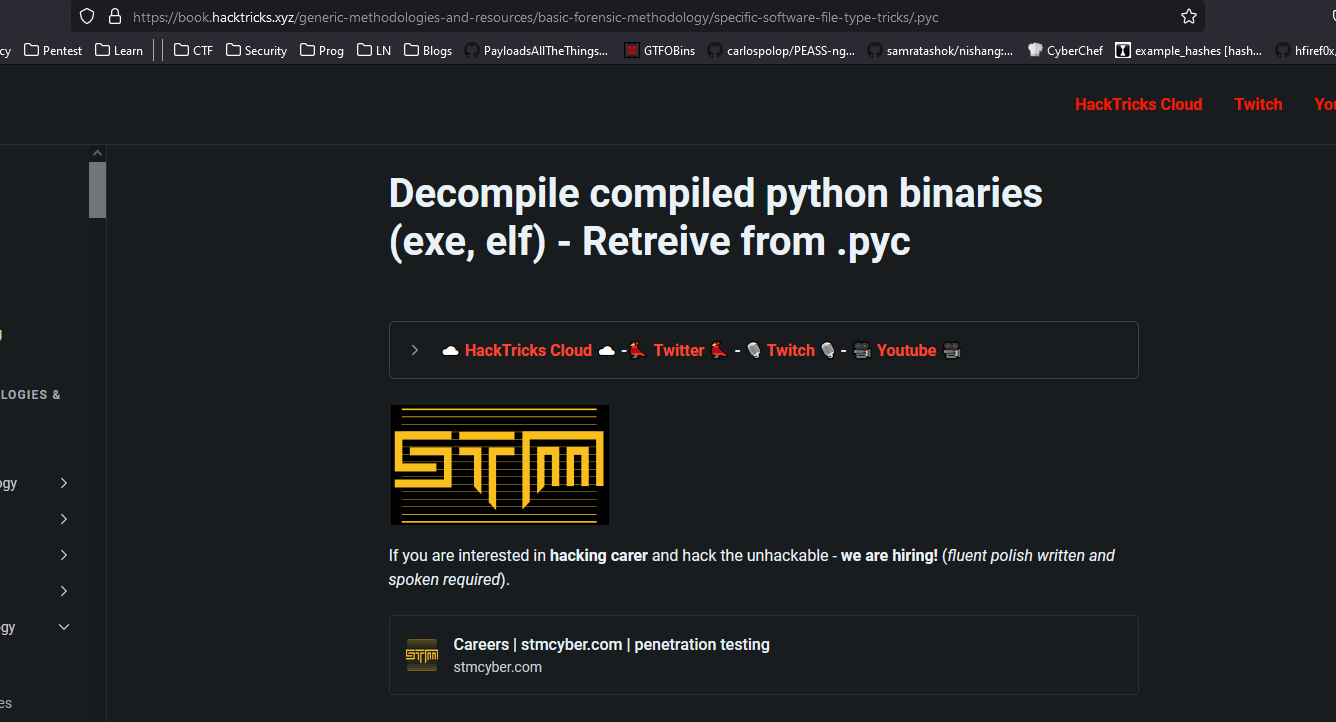 https://book.hacktricks.xyz/generic-methodologies-and-resources/basic-forensic-methodology/specific-software-file-type-tricks/.pyc
cy Pentest Learn CTF Security Prog LN Blogs PayloadsAllTheThings... GTFOBins carlospolop/PEASS-ng... samratashok/nishang:... CyberChef example_hashes [hash... hfiref0x/
HackTricks Cloud Twitch You
Decompile compiled python binaries
(exe, elf) - Retreive from .pyc
HackTricks Cloud - Twitter - Twitch - Youtube
LOGIES &
STM
ogy
If you are interested in hacking carer and hack the unhackable - we are hiring! (fluent polish written and
spoken required).
ogy
STM
Careers | stmcyber.com | penetration testing
stmcyber.com
es